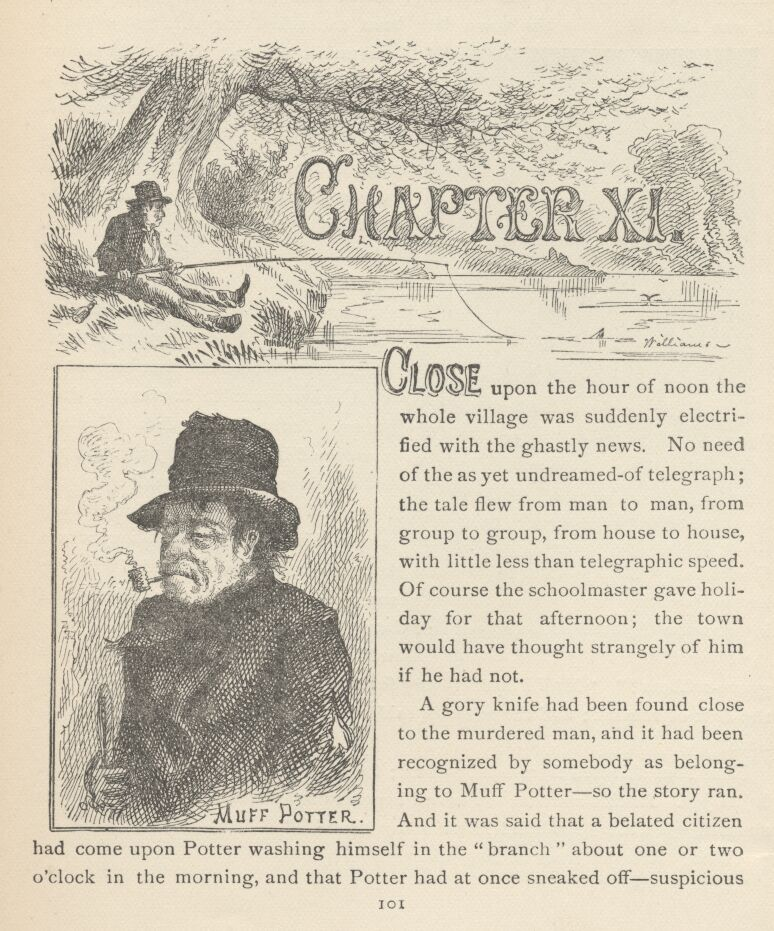 CHAPTER XI.
Williams
CLOSE upon the hour of noon the
whole village was suddenly electri-
fied with the ghastly news. No need
of the as yet undreamed-of telegraph;
the tale flew from man to man, from
group to group, from house to house,
with little less than telegraphic speed.
Of course the schoolmaster gave holi-
day for that afternoon; the town
would have thought strangely of him
if he had not.
A gory knife had been found close
to the murdered man, and it had been
recognized by somebody as belong-
ing to Muff Potter—so the story ran.
And it was said that a belated citizen
MUFF POTTER.
had come upon Potter washing himself in the “branch” about one or two
o'clock in the morning, and that Potter had at once sneaked off—suspicious
101